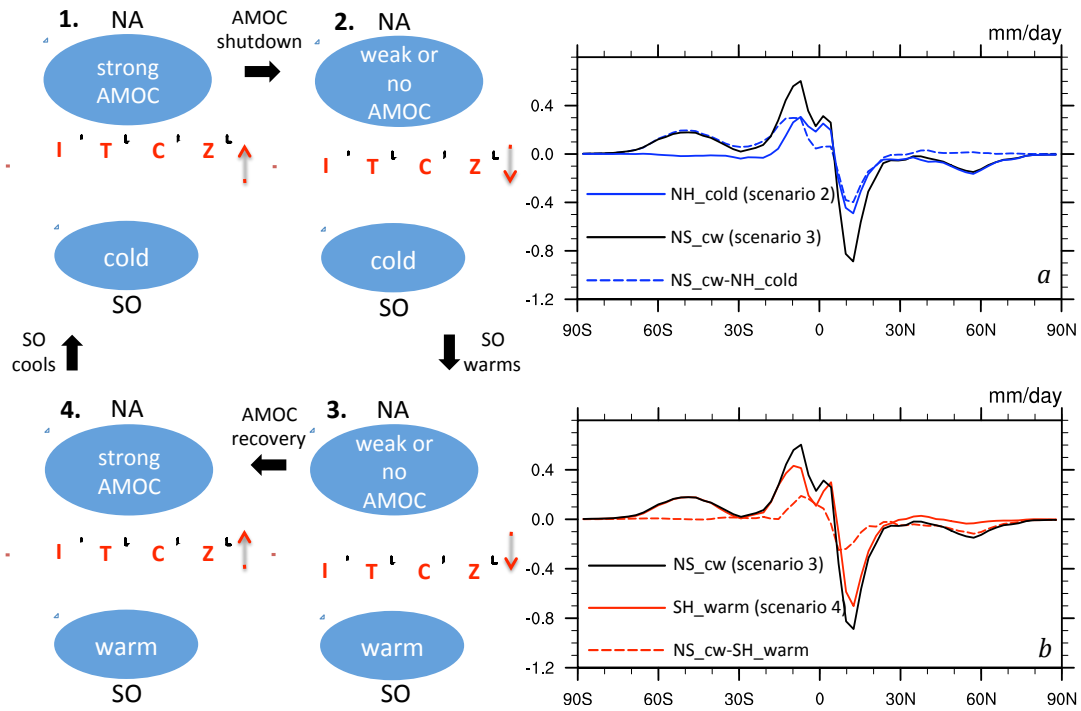 1. NA
strong
AMOC
I T C Z
cold
SO
AMOC
shutdown
2. NA
weak or
no
AMOC
I T C Z
cold
SO
SO
cools
SO
warms
4. NA
strong
AMOC
I T C Z
warm
SO
AMOC
recovery
3. NA
weak or
no
AMOC
I T C Z
warm
SO
mm/day
0.4
0.0
-0.4
-0.8
-1.2
NH_cold (scenario 2)
NS_cw (scenario 3)
NS_cw-NH_cold
a
90S 60S 30S 0 30N 60N 90N
mm/day
0.4
0.0
-0.4
-0.8
-1.2
NS_cw (scenario 3)
SH_warm (scenario 4)
NS_cw-SH_warm
b
90S 60S 30S 0 30N 60N 90N